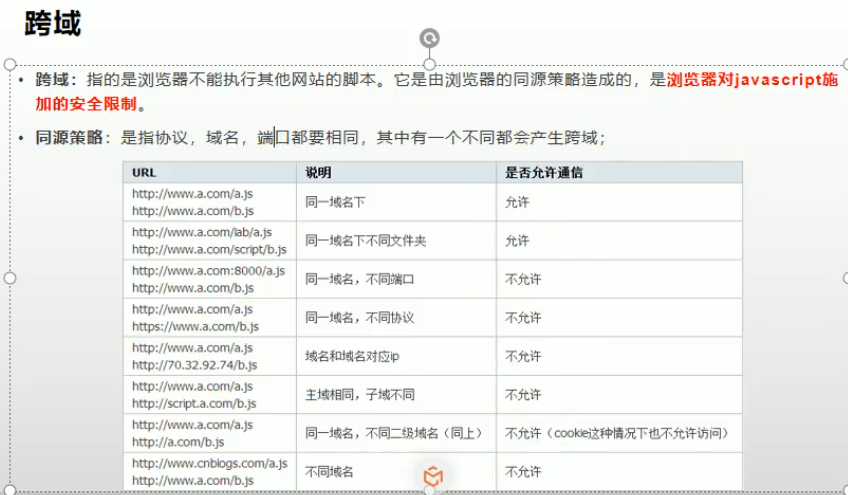 跨域
• 跨域：指的是浏览器不能执行其他网站的脚本。它是由浏览器的同源策略造成的，是浏览器对javascript施
加的安全限制。
• 同源策略：是指协议，域名，端口都要相同，其中有一个不同都会产生跨域；
URL 说明 是否允许通信
http://www.a.com/a.js
http://www.a.com/b.js
同一域名下 允许
http://www.a.com/lab/a.js
http://www.a.com/script/b.js
同一域名下不同文件夹 允许
http://www.a.com:8000/a.js
http://www.a.com/b.js
同一域名，不同端口 不允许
http://www.a.com/a.js
https://www.a.com/b.js
同一域名，不同协议 不允许
http://www.a.com/a.js
http://70.32.92.74/b.js
域名和域名对应ip 不允许
http://www.a.com/a.js
http://script.a.com/b.js
主域相同，子域不同 不允许
http://www.a.com/a.js
http://a.com/b.js
同一域名，不同二级域名（同上） 不允许（cookie这种情况下也不允许访问）
http://www.cnblogs.com/a.js
http://www.a.com/b.js
不同域名 不允许